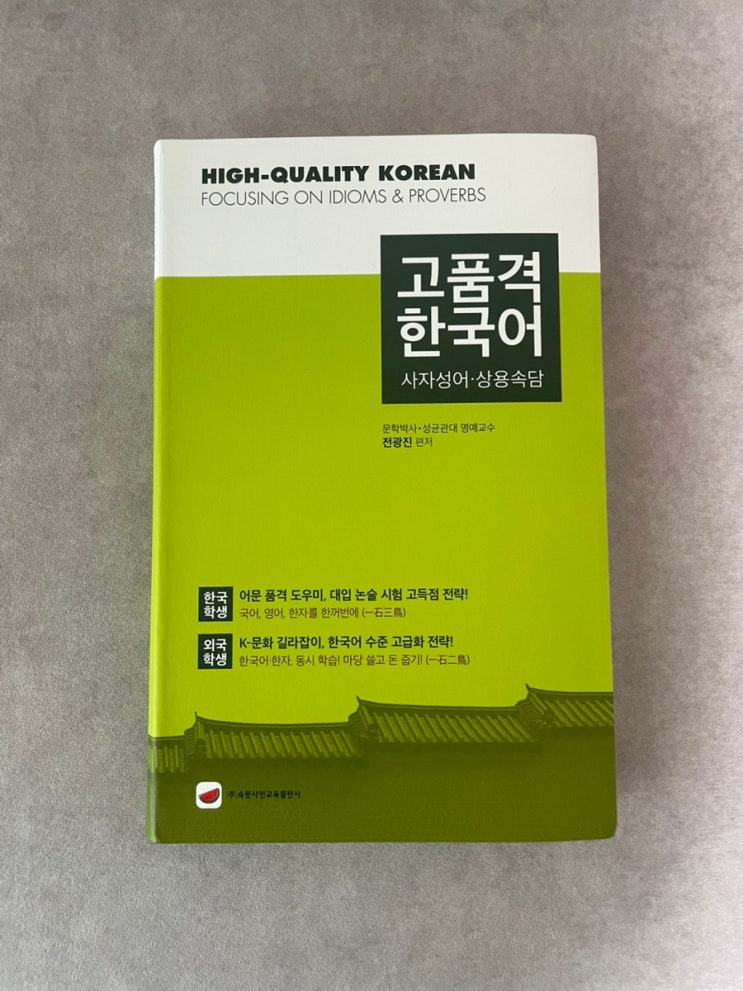 HIGH-QUALITY KOREAN
FOCUSING ON IDIOMS & PROVERBS
고품격
한국어
사자성어·상용속담
문학박사·성균관대 명예교수
전광진 편저
한국
학생
어문 품격 도우미, 대입 논술 시험 고득점 전략!
국어, 영어, 한자를 한꺼번에 (一石三鳥)
외국
학생
K-문화 길라잡이, 한국어 수준 고급화 전략!
한국어·한자, 동시 학습! 마당 쓸고 돈 줍기! (一石二鳥)
(주)속뜻사전교육출판사